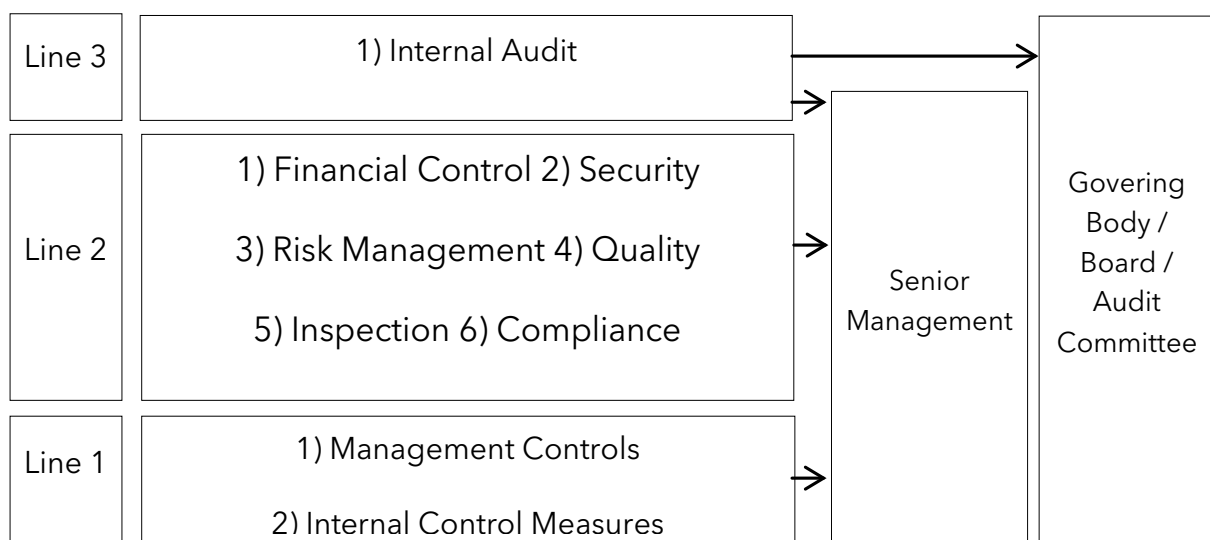 Line 3
1) Internal Audit
Line 2
1) Financial Control 2) Security
3) Risk Management 4) Quality
5) Inspection 6) Compliance
Line 1
1) Management Controls
2) Internal Control Measures
Senior
Management
Govering
Body /
Board /
Audit
Committee